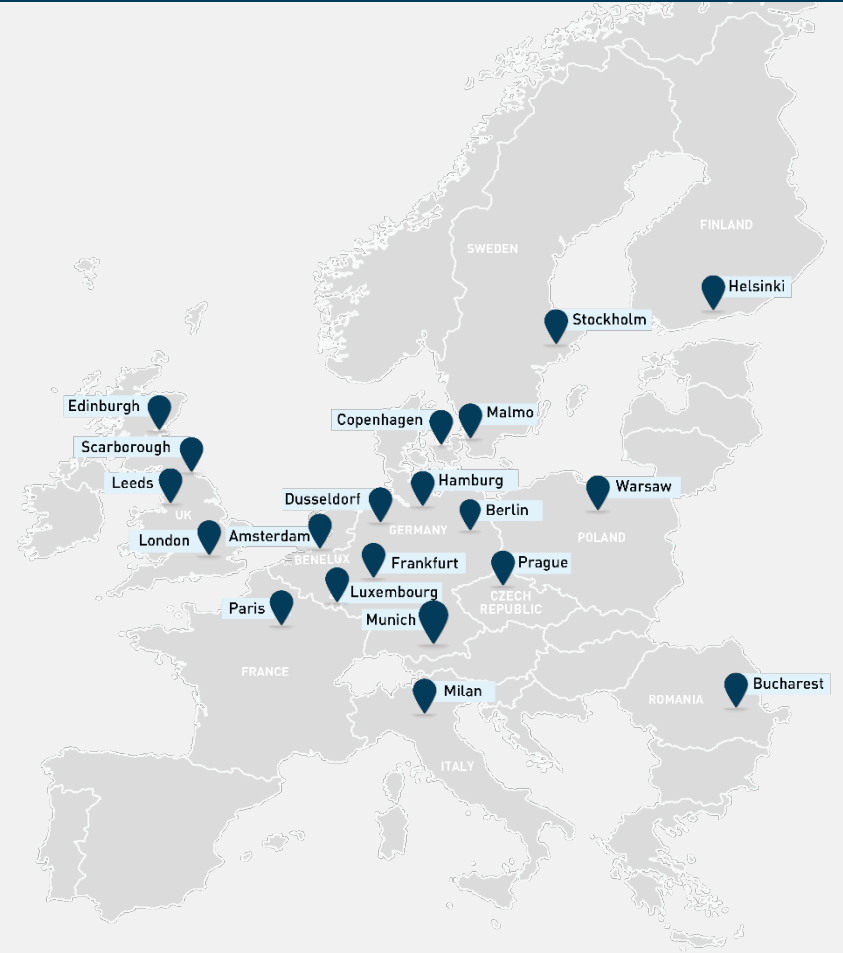 FINLAND
SWEDEN
Helsinki
Stockholm
Edinburgh
Malmo
Copenhagen
Scarborough
Leeds
Hamburg
Warsaw
Dusseldorf
Berlin
UK
GERMANY
London
Amsterdam
POLAND
BENELUX
Frankfurt
Prague
Luxembourg
CZECH
REPUBLIC
Paris
Munich
FRANCE
Milan
Bucharest
ROMANIA
ITALY